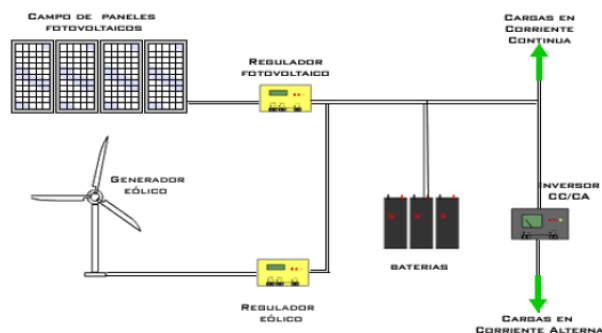 CAMPO DE PANELES
FOTOVOLTAICOS
REGULADOR
FOTOVOLTAICO
CARGAS EN
CORRIENTE
CONTINUA
GENERADOR
EÓLICO
INVERSOR
CC/CA
BATERIAS
REGULADOR
EÓLICO
CARGAS EN
CORRIENTE ALTERNA